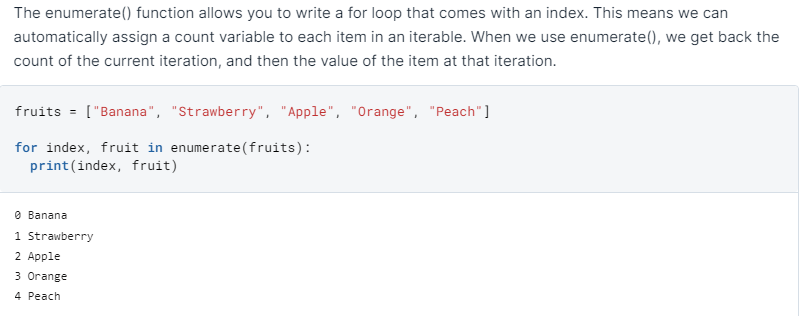 The enumerate() function allows you to write a for loop that comes with an index. This means we can
automatically assign a count variable to each item in an iterable. When we use enumerate(), we get back the
count of the current iteration, and then the value of the item at that iteration.
fruits = ["Banana", "Strawberry", "Apple", "Orange", "Peach"]
for index, fruit in enumerate(fruits):
  print(index, fruit)
0 Banana
1 Strawberry
2 Apple
3 Orange
4 Peach